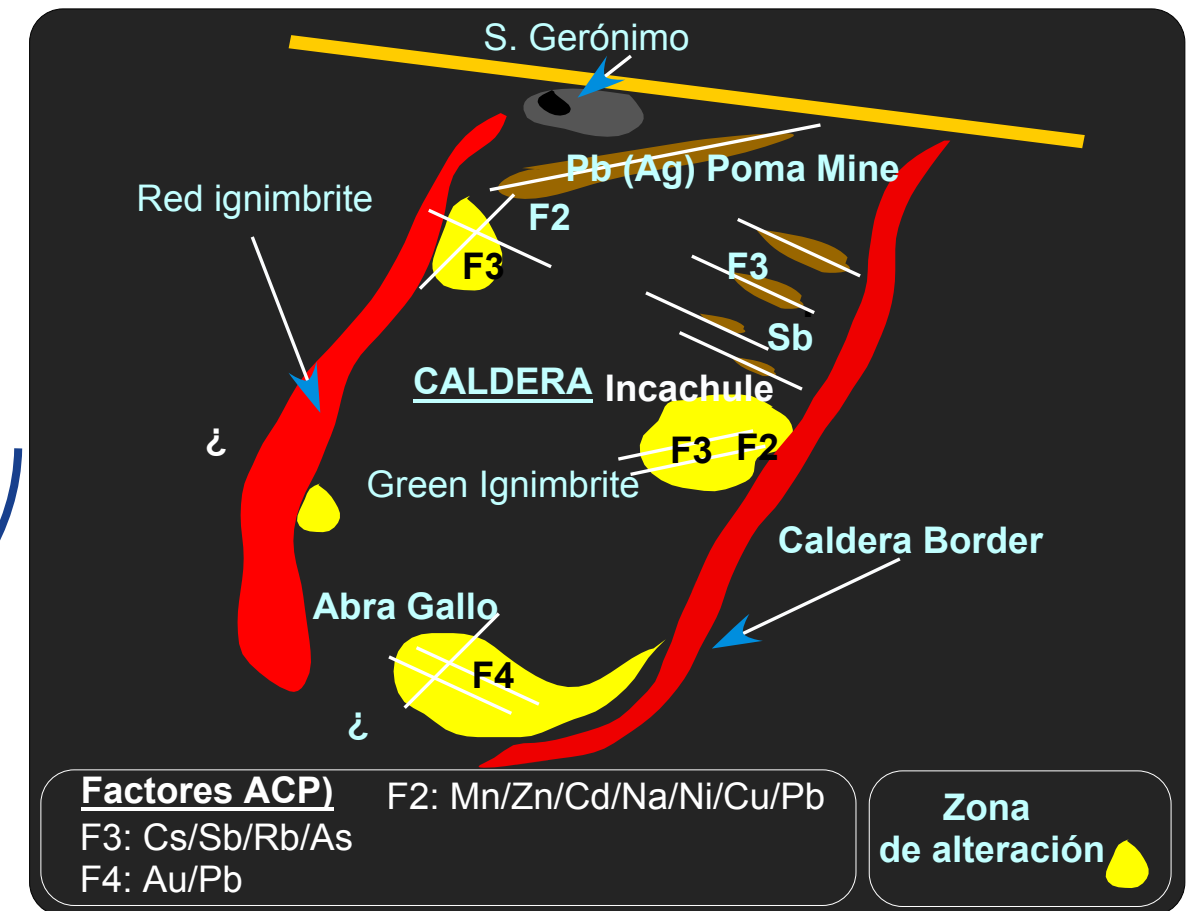 S. Gerónimo
Pb (Ag) Poma Mine
Red ignimbrite
F2
F3
F3
Sb
CALDERA Incachule
¿
F3 F2
Green Ignimbrite
Caldera Border
Abra Gallo
F4
¿
Factores ACP)
F2: Mn/Zn/Cd/Na/Ni/Cu/Pb
F3: Cs/Sb/Rb/As
F4: Au/Pb
Zona
de alteración